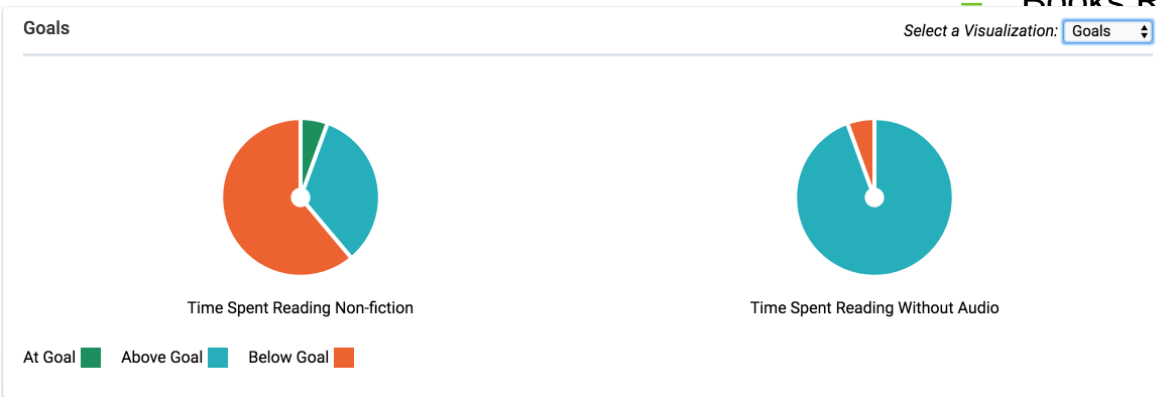 Books R
Goals
Select a Visualization: Goals
Time Spent Reading Non-fiction
Time Spent Reading Without Audio
At Goal Above Goal Below Goal